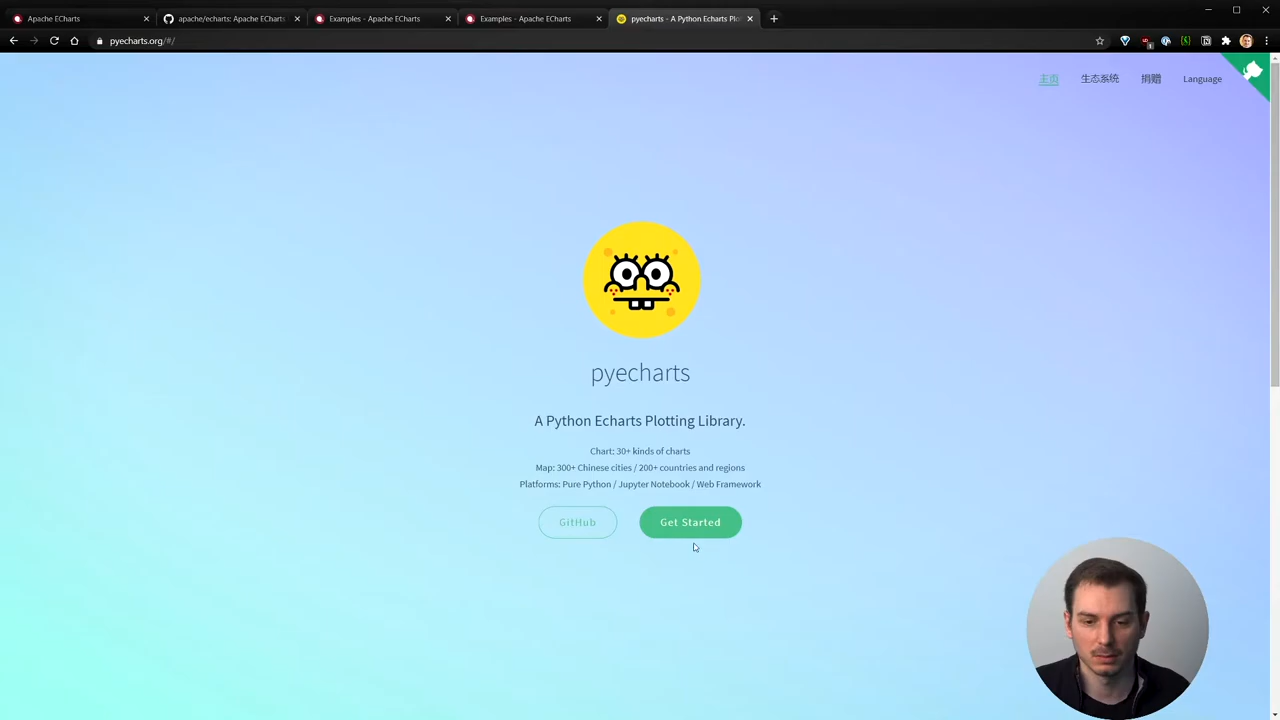 Apache ECharts
apache/echarts: Apache ECharts
Examples - Apache ECharts
Examples - Apache ECharts
pyecharts - A Python Echarts Plo
pyecharts.org/#/
主页
生态系统
捐赠
Language
pyecharts
A Python Echarts Plotting Library.
Chart: 30+ kinds of charts
Map: 300+ Chinese cities / 200+ countries and regions
Platforms: Pure Python / Jupyter Notebook / Web Framework
GitHub
Get Started